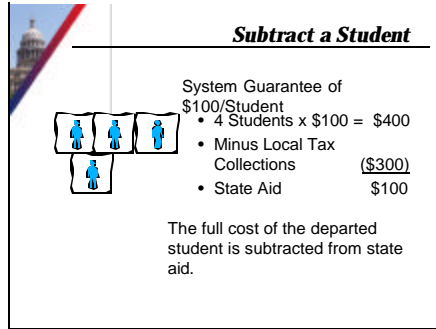 Subtract a Student
System Guarantee of
$100/Student
• 4 Students x $100 = $400
• Minus Local Tax
Collections ($300)
• State Aid $100
The full cost of the departed
student is subtracted from state
aid.